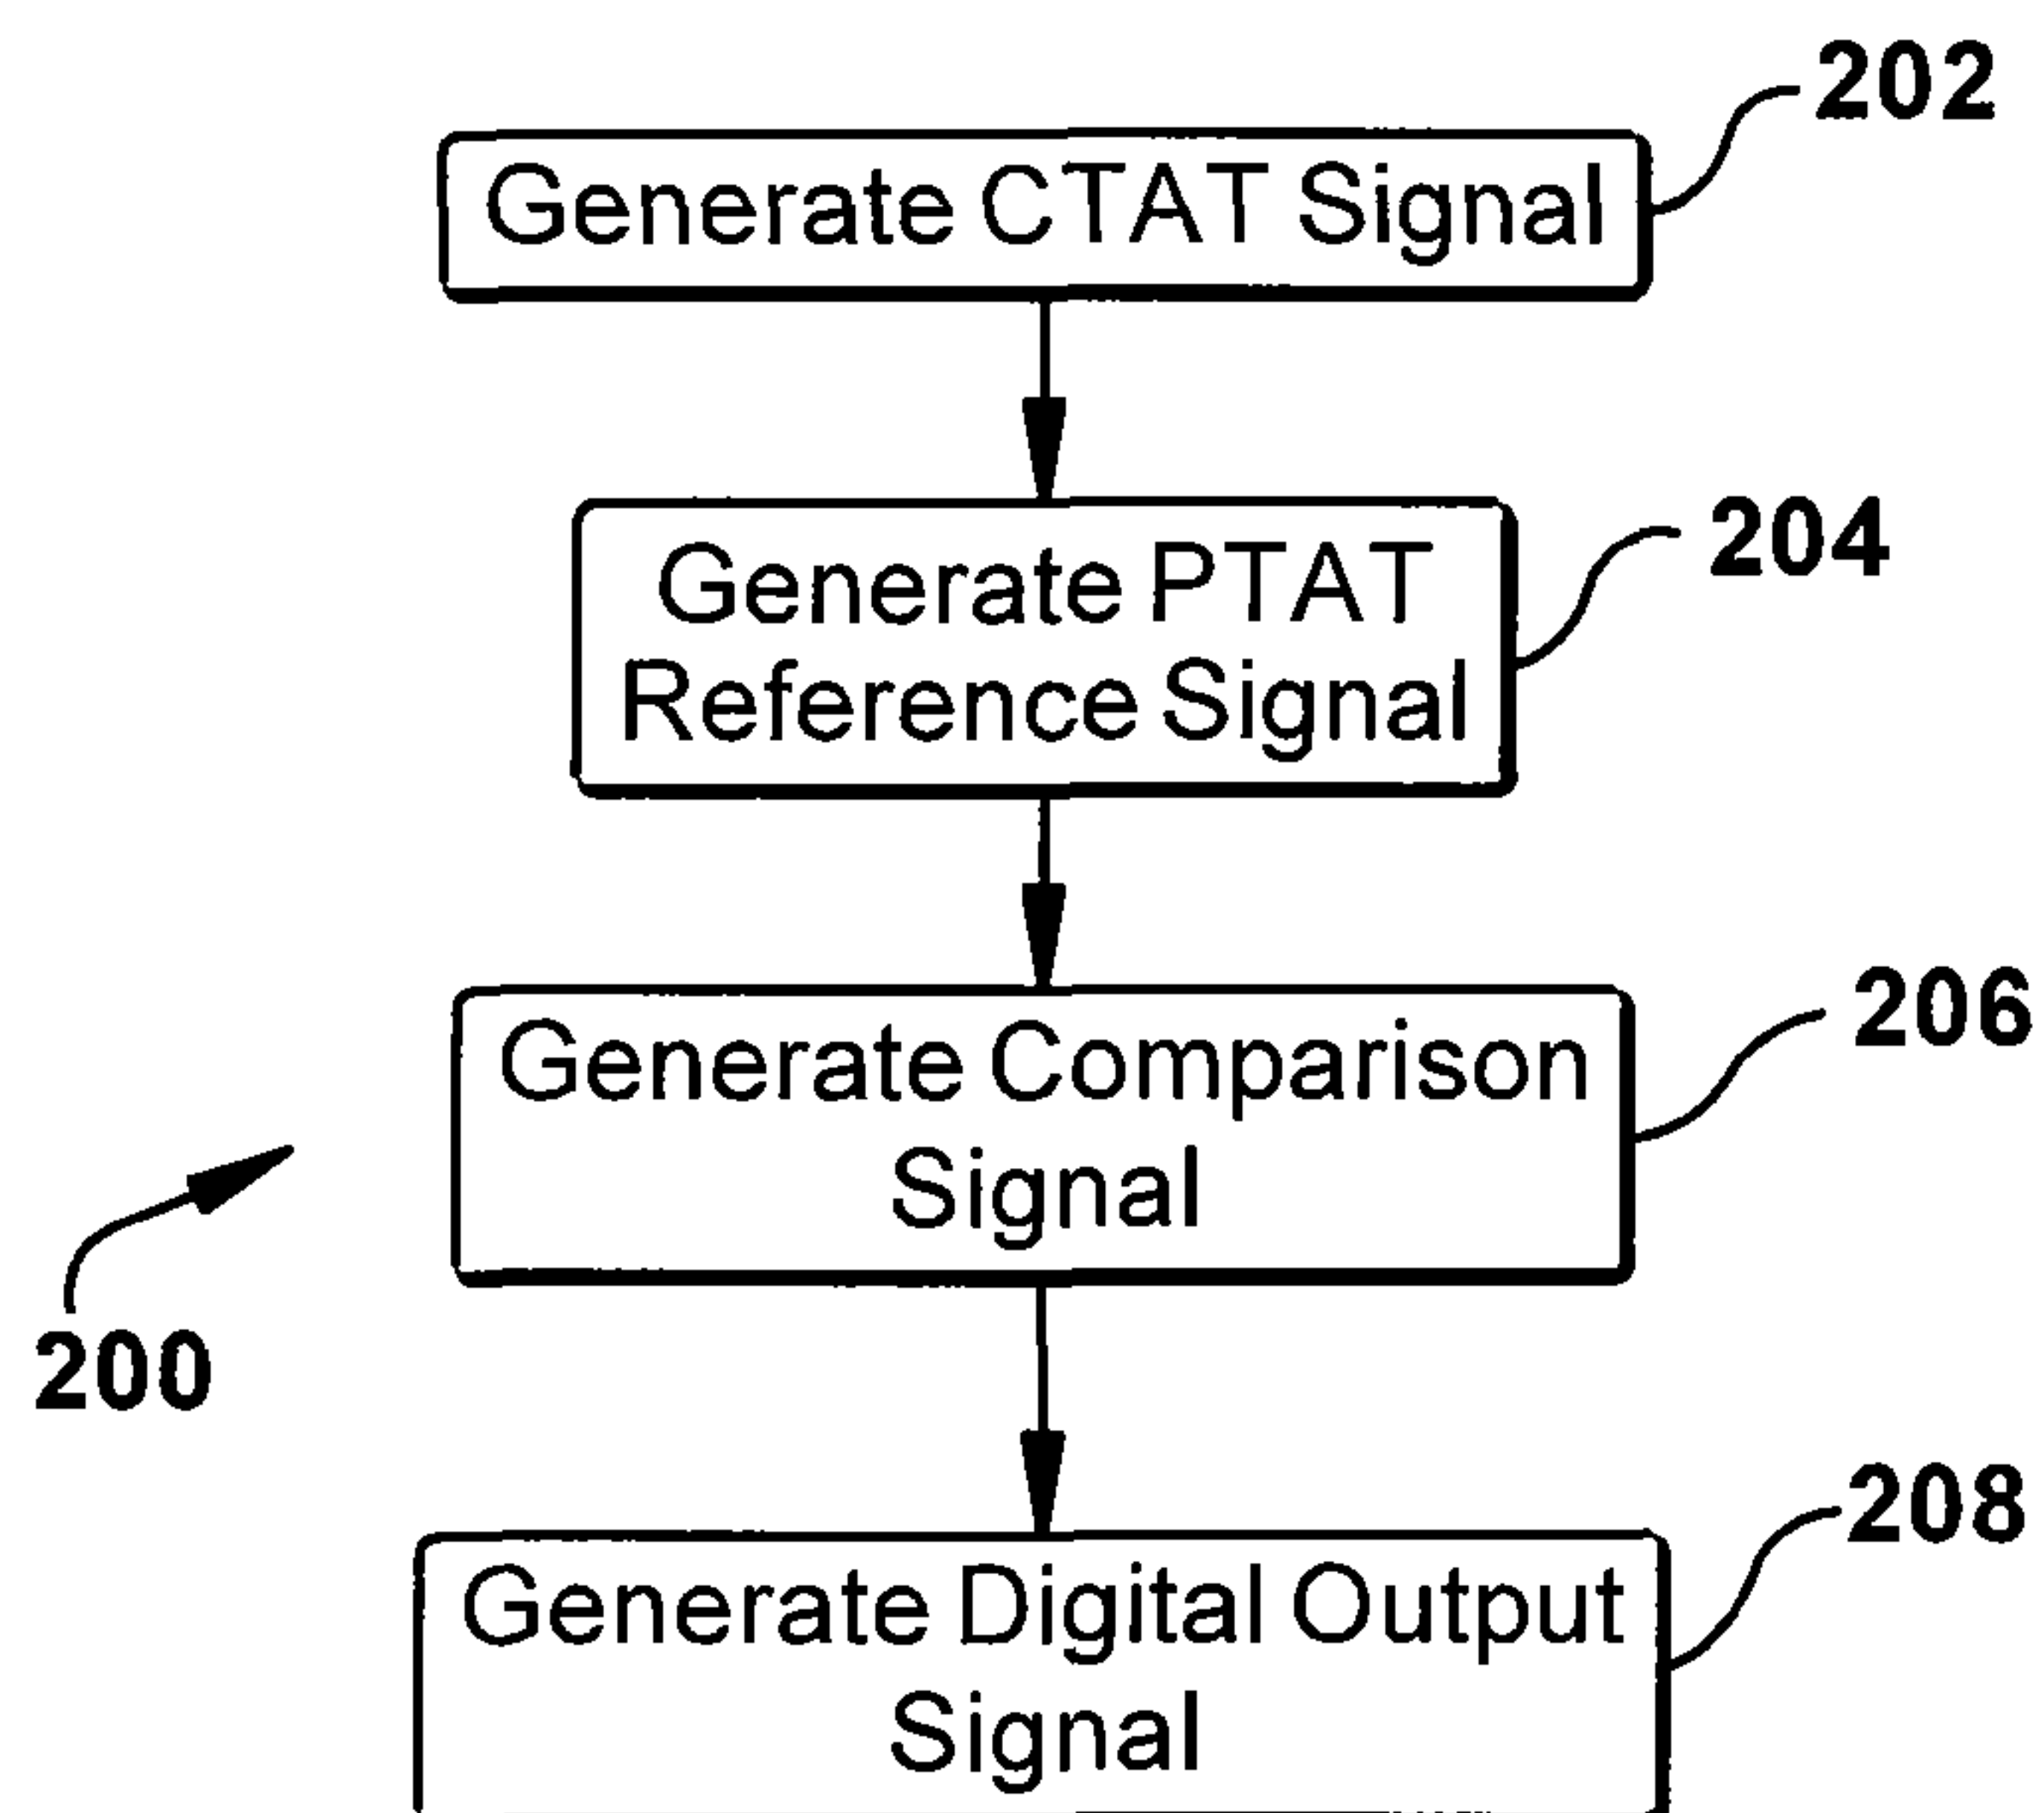 202
Generate CTAT Signal
204
Generate PTAT
Reference Signal
206
Generate Comparison
Signal
200
208
Generate Digital Output
Signal